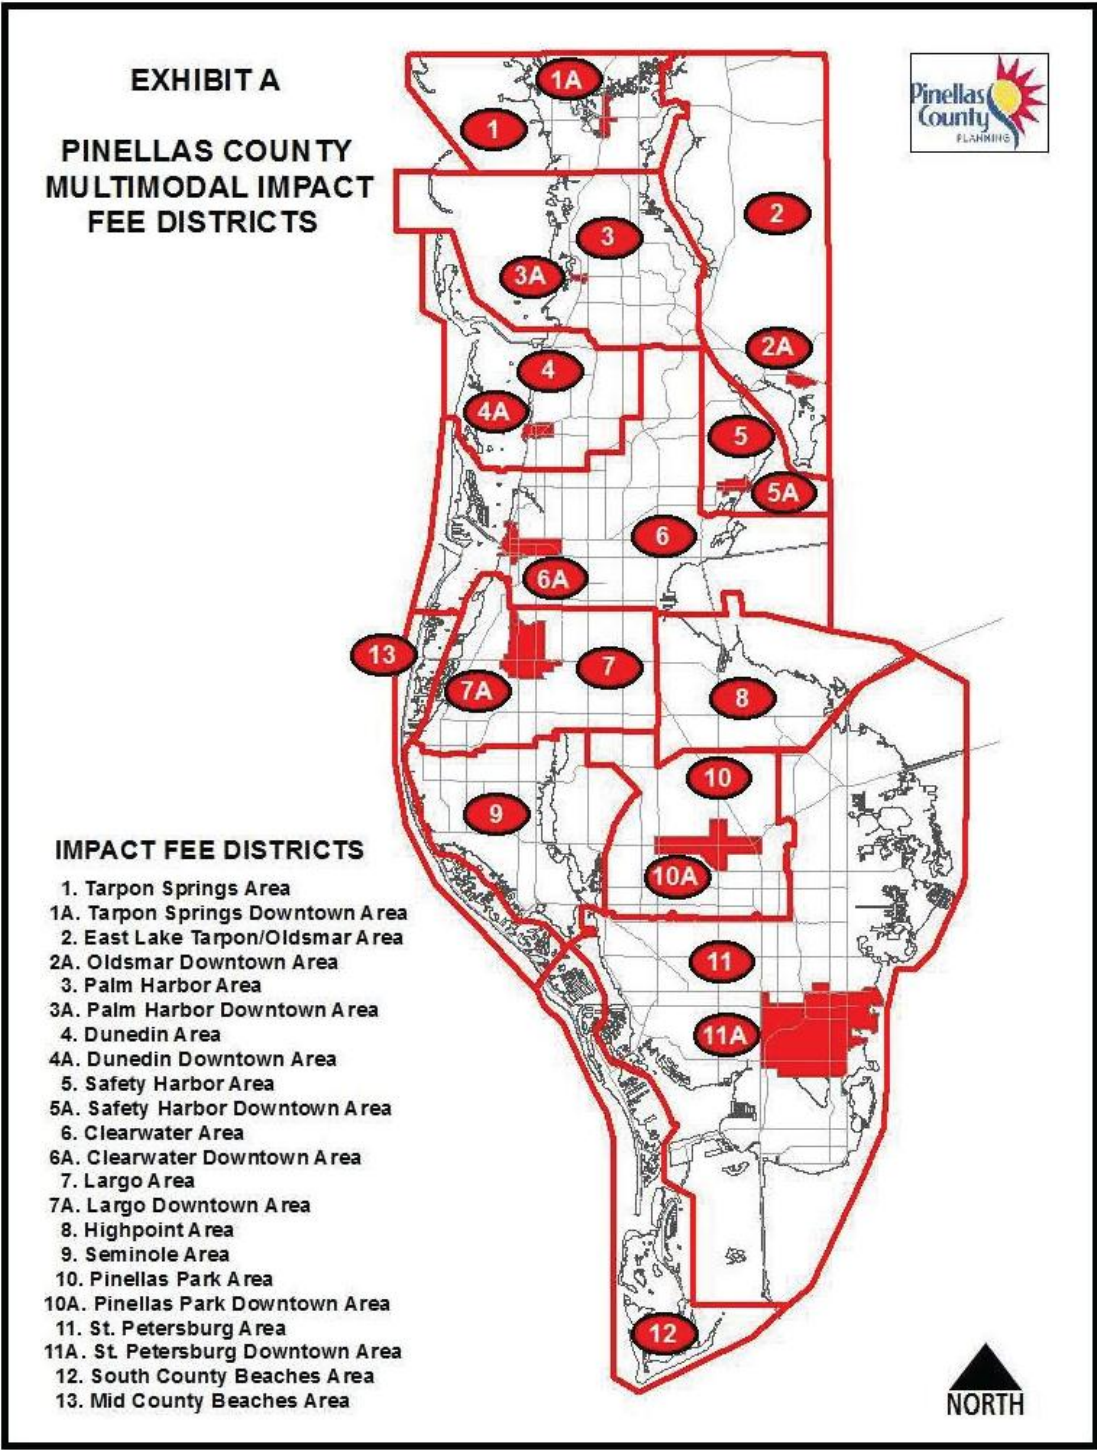 EXHIBIT A
PINELLAS COUNTY
MULTIMODAL IMPACT
FEE DISTRICTS
Pinellas
County
PLANNING
1A
1
2
3
3A
2A
4
4A
5
5A
6
6A
13
7
7A
8
10
9
10A
11
11A
12
IMPACT FEE DISTRICTS
1. Tarpon Springs Area
1A. Tarpon Springs Downtown Area
2. East Lake Tarpon/Oldsmar Area
2A. Oldsmar Downtown Area
3. Palm Harbor Area
3A. Palm Harbor Downtown Area
4. Dunedin Area
4A. Dunedin Downtown Area
5. Safety Harbor Area
5A. Safety Harbor Downtown Area
6. Clearwater Area
6A. Clearwater Downtown Area
7. Largo Area
7A. Largo Downtown Area
8. Highpoint Area
9. Seminole Area
10. Pinellas Park Area
10A. Pinellas Park Downtown Area
11. St. Petersburg Area
11A. St. Petersburg Downtown Area
12. South County Beaches Area
13. Mid County Beaches Area
NORTH